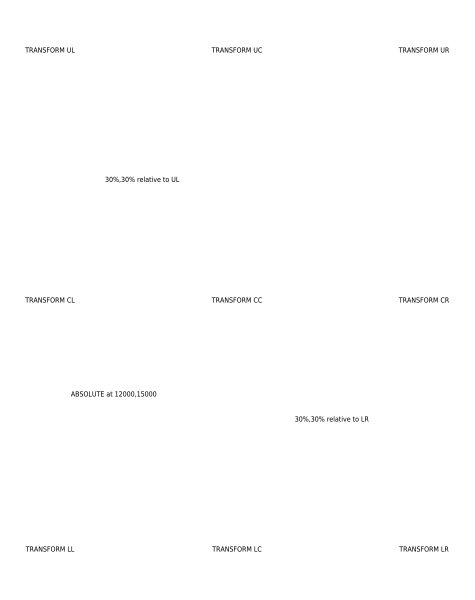 TRANSFORM UL
TRANSFORM UC
TRANSFORM UR
30%,30% relative to UL
TRANSFORM CL
TRANSFORM CC
TRANSFORM CR
ABSOLUTE at 12000,15000
30%,30% relative to LR
TRANSFORM LL
TRANSFORM LC
TRANSFORM LR